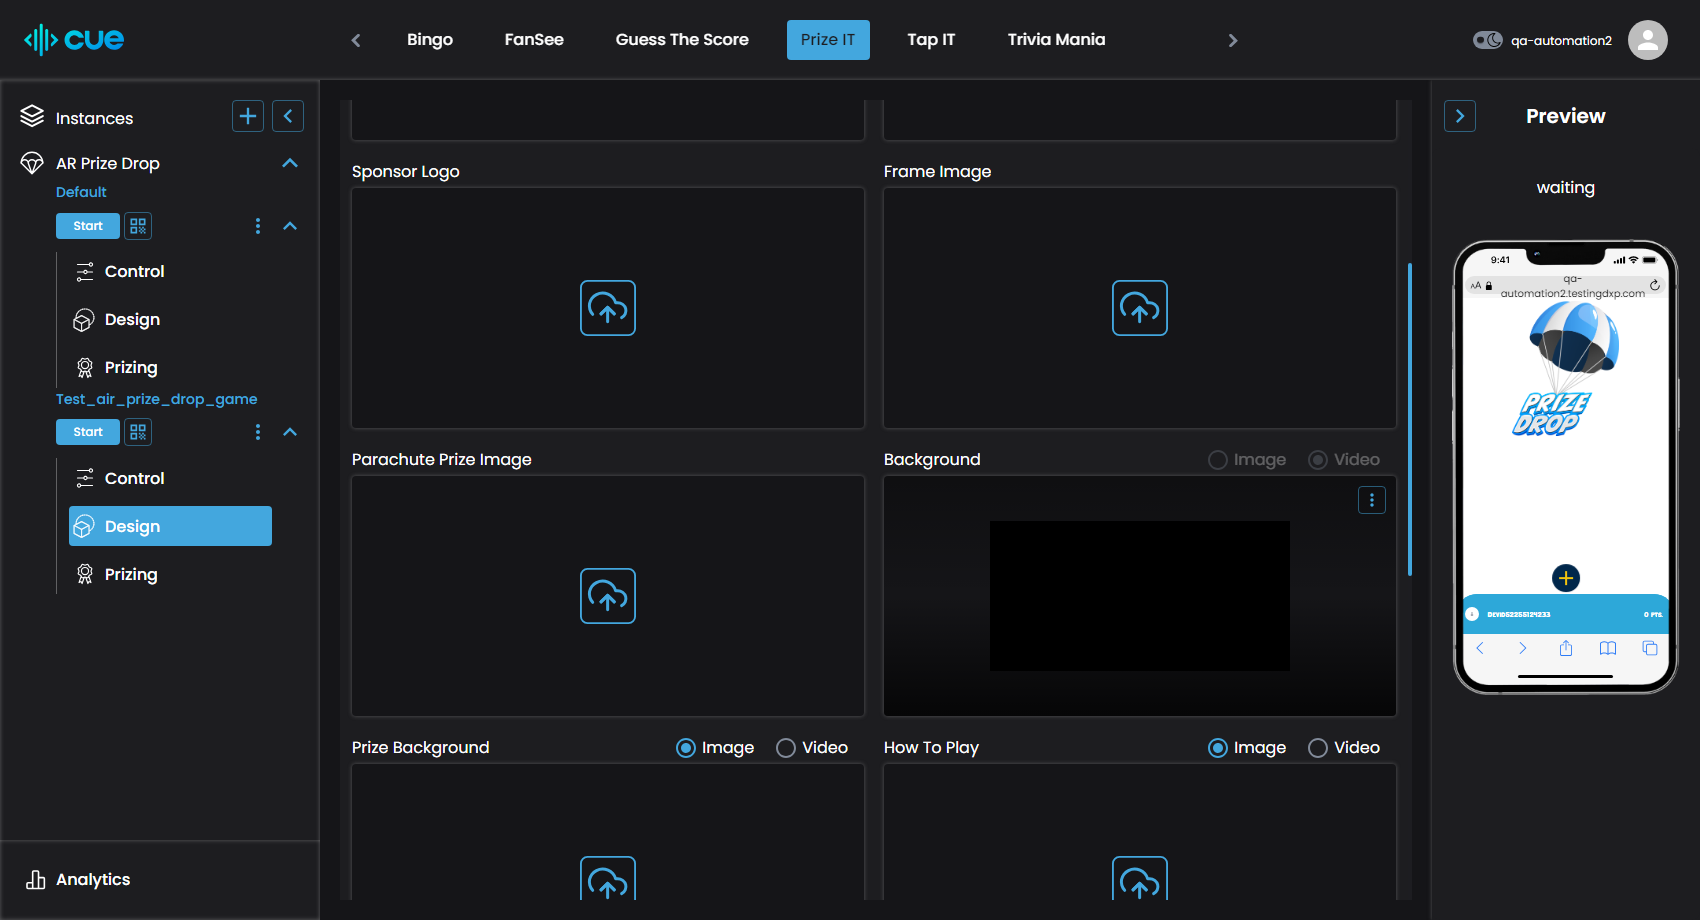 cue
Bingo
FanSee
Guess The Score
Prize IT
Tap IT
Trivia Mania
qa-automation2
Instances
AR Prize Drop
Default
Start
Control
Design
Prizing
Test_air_prize_drop_game
Start
Control
Design
Prizing
Analytics
Sponsor Logo
Frame Image
Parachute Prize Image
Background
Image
Video
Prize Background
Image
Video
How To Play
Image
Video
Preview
waiting
9:41
AA
qa-
automation2.testingdxp.com
PRIZE
DROP
0 PTS.